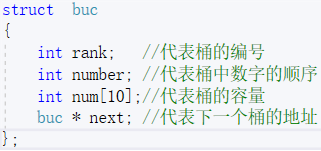 struct  buc
{
    int rank;   //代表桶的编号
    int number; //代表桶中数字的顺序
    int num[10];//代表桶的容量
    buc * next; //代表下一个桶的地址
};